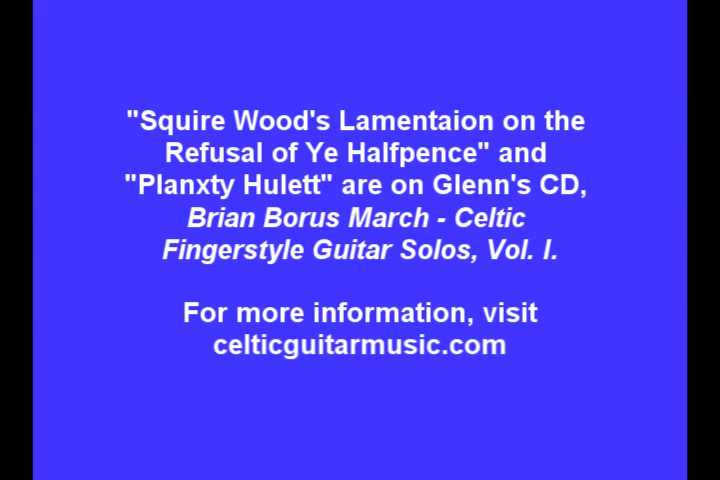 "Squire Wood's Lamentaion on the
Refusal of Ye Halfpence" and
"Planxty Hulett" are on Glenn's CD,
Brian Borus March - Celtic
Fingerstyle Guitar Solos, Vol. I.
For more information, visit
celticguitarmusic.com